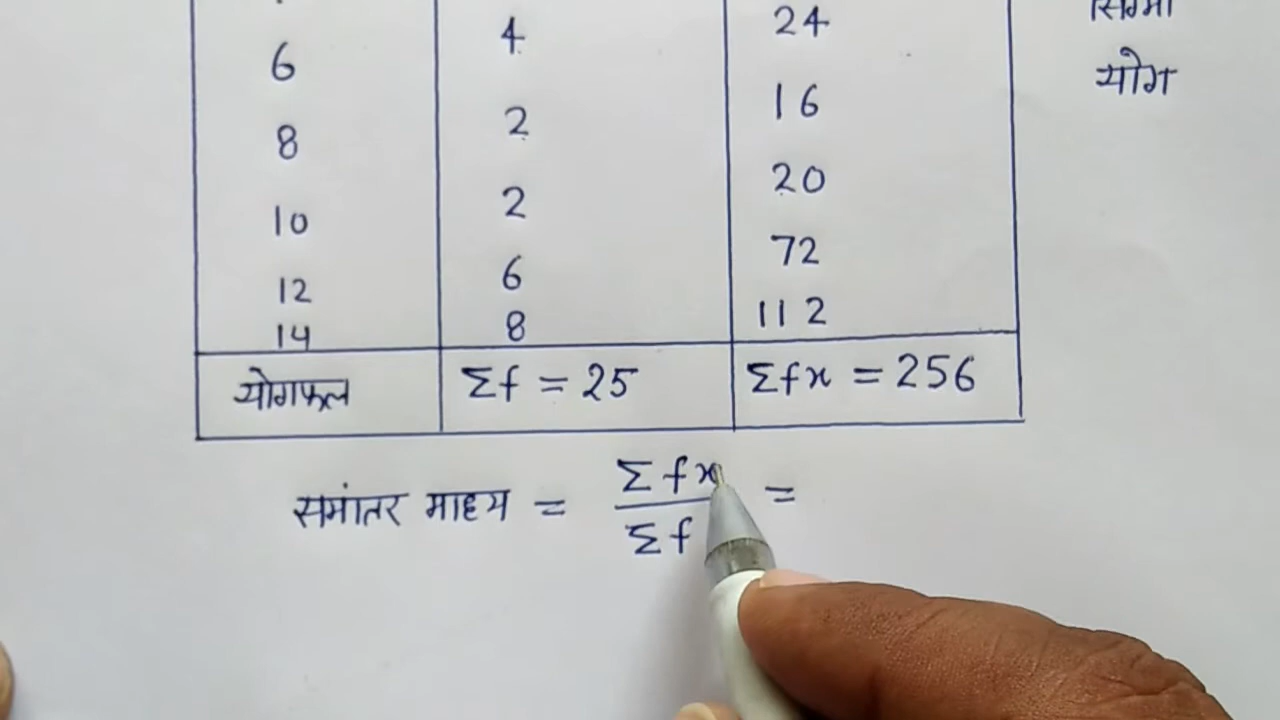 6 4 24
8 2 16
10 2 20
12 6 72
14 8 112
योगफल Σf = 25 Σfx = 256
समांतर माध्य = Σfx / Σf =
सिग्मा
योग